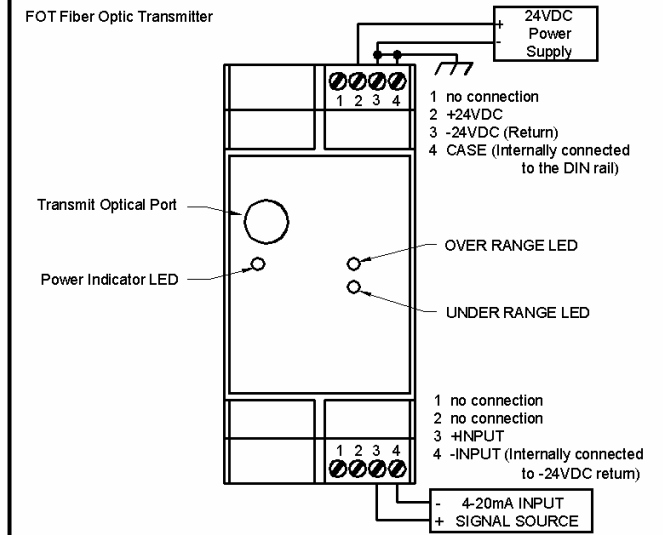 FOT Fiber Optic Transmitter
24VDC
Power
Supply
+
-
1 2 3 4
1 no connection
2 +24VDC
3 -24VDC (Return)
4 CASE (Internally connected
to the DIN rail)
Transmit Optical Port
OVER RANGE LED
Power Indicator LED
UNDER RANGE LED
1 no connection
2 no connection
3 +INPUT
4 -INPUT (Internally connected
to -24VDC return)
1 2 3 4
- 4-20mA INPUT
+ SIGNAL SOURCE